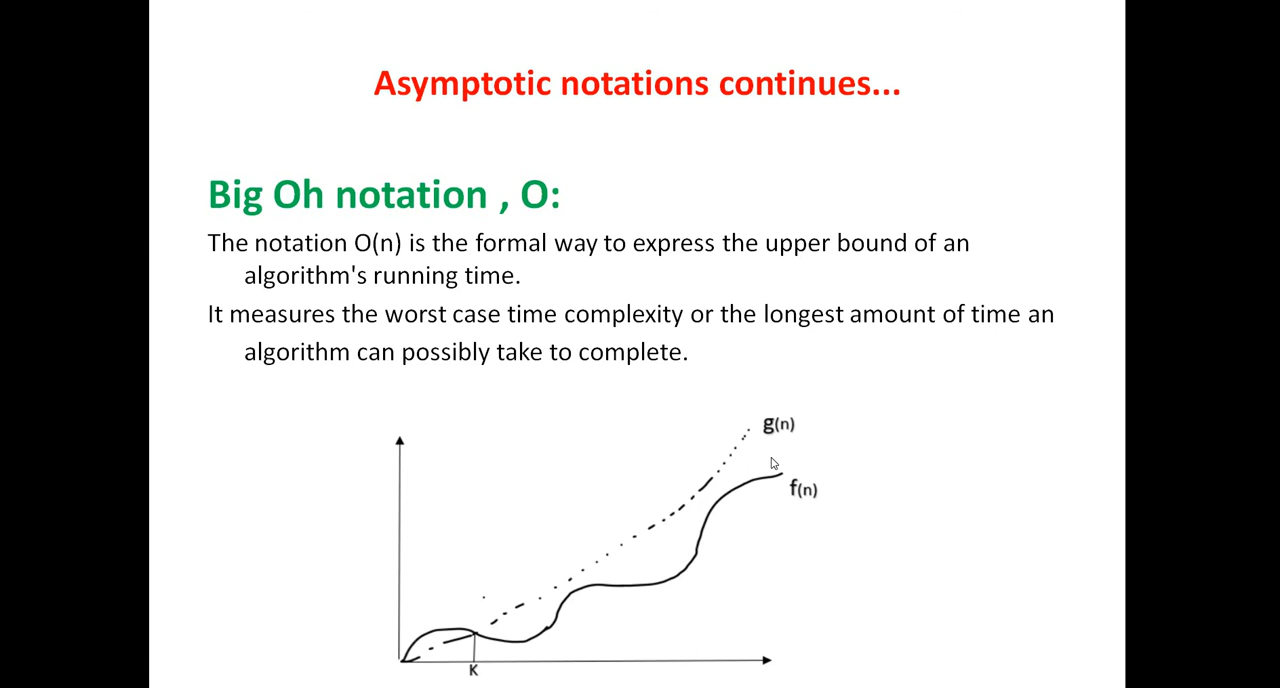 Asymptotic notations continues...
Big Oh notation , O:
The notation O(n) is the formal way to express the upper bound of an
algorithm's running time.
It measures the worst case time complexity or the longest amount of time an
algorithm can possibly take to complete.
g(n)
f(n)
K